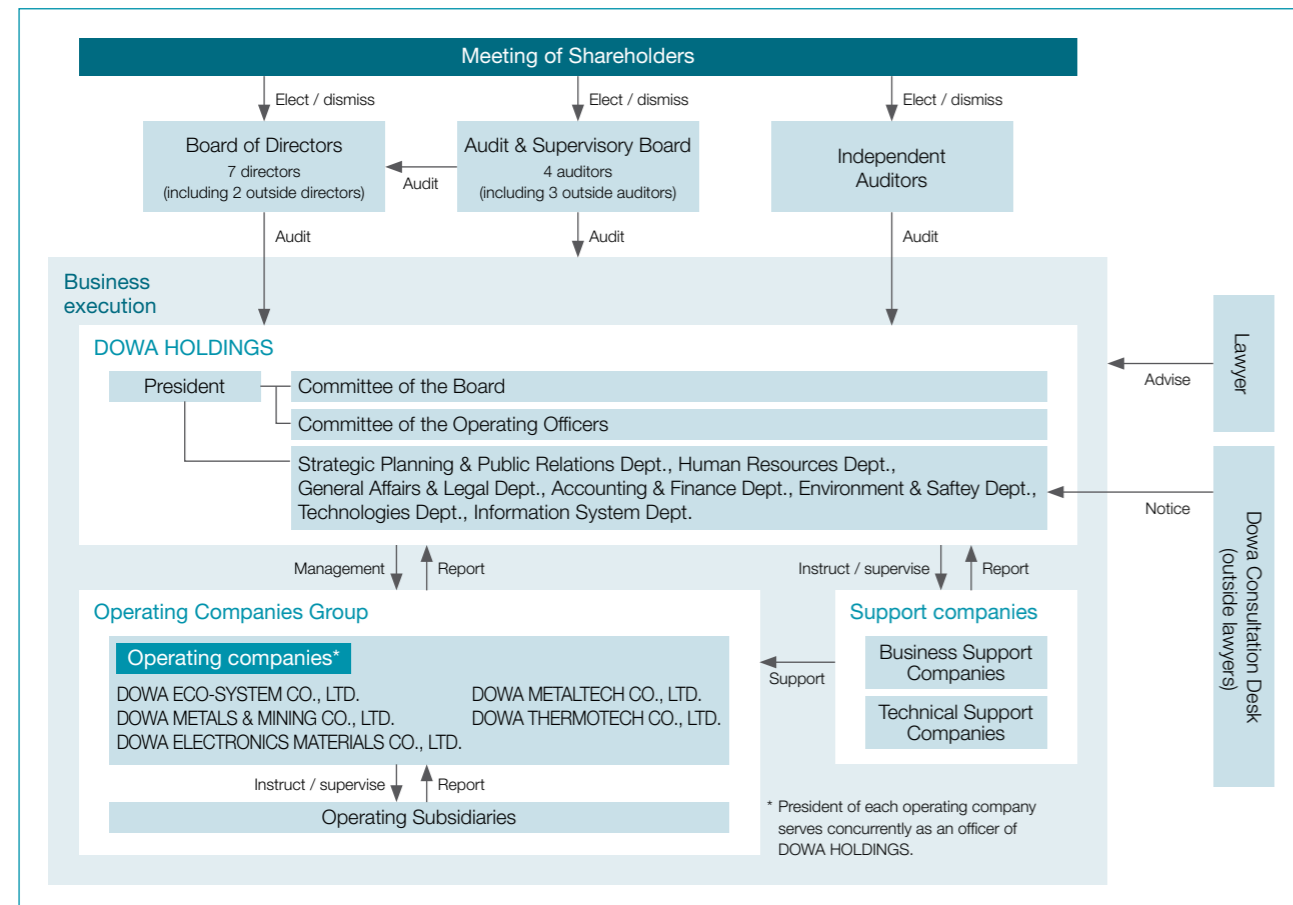 Meeting of Shareholders
Elect / dismiss
Elect / dismiss
Elect / dismiss
Board of Directors
7 directors
(including 2 outside directors)
Audit
Audit & Supervisory Board
4 auditors
(including 3 outside auditors)
Independent
Auditors
Audit
Audit
Audit
Business
execution
DOWA HOLDINGS
President
Committee of the Board
Committee of the Operating Officers
Strategic Planning & Public Relations Dept., Human Resources Dept.,
General Affairs & Legal Dept., Accounting & Finance Dept., Environment & Saftey Dept.,
Technologies Dept., Information System Dept.
Lawyer
Advise
Notice
Dowa Consultation Desk
(outside lawyers)
Management
Report
Instruct / supervise
Report
Operating Companies Group
Operating companies*
DOWA ECO-SYSTEM CO., LTD.
DOWA METALS & MINING CO., LTD.
DOWA ELECTRONICS MATERIALS CO., LTD.
DOWA METALTECH CO., LTD.
DOWA THERMOTECH CO., LTD.
Instruct / supervise
Report
Operating Subsidiaries
Support
Support companies
Business Support
Companies
Technical Support
Companies
* President of each operating company
serves concurrently as an officer of
DOWA HOLDINGS.